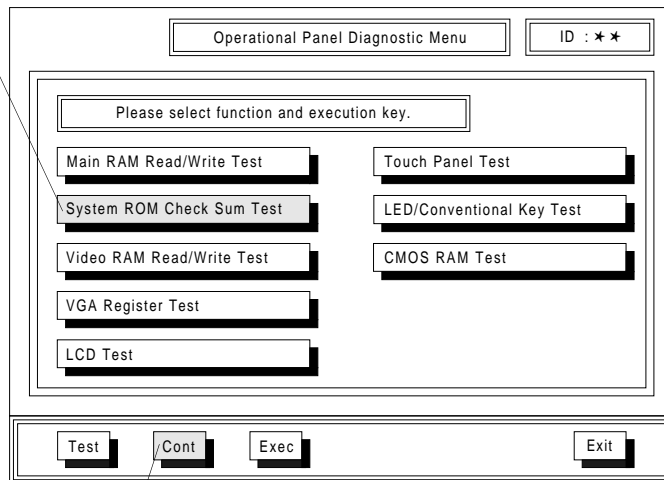 Operational Panel Diagnostic Menu
ID : ★★
Please select function and execution key.
Main RAM Read/Write Test
Touch Panel Test
System ROM Check Sum Test
LED/Conventional Key Test
Video RAM Read/Write Test
CMOS RAM Test
VGA Register Test
LCD Test
Test
Cont
Exec
Exit